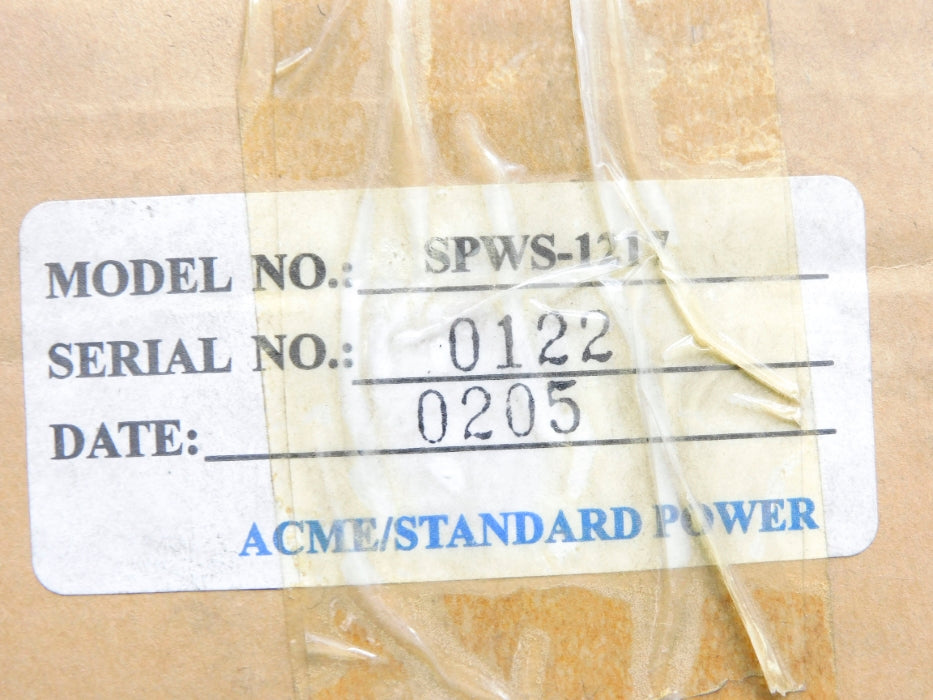 MODEL NO.: SPWS-1217
SERIAL NO.: 0122
DATE: 0205
ACME/STANDARD POWER